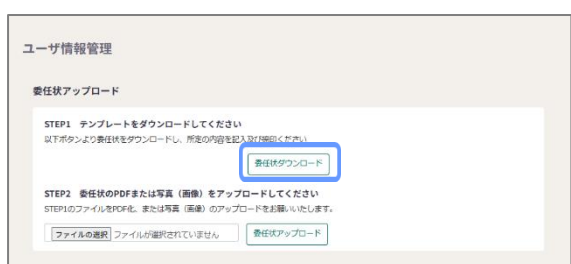 ユーザ情報管理
委任状アップロード
STEP1 テンプレートをダウンロードしてください
以下ボタンより委任状をダウンロードし、所定の内容を記入及び押印ください
委任状ダウンロード
STEP2 委任状のPDFまたは写真（画像）をアップロードしてください
STEP1のファイルをPDF化、または写真（画像）のアップロードをお願いいたします。
ファイルの選択 ファイルが選択されていません 委任状アップロード